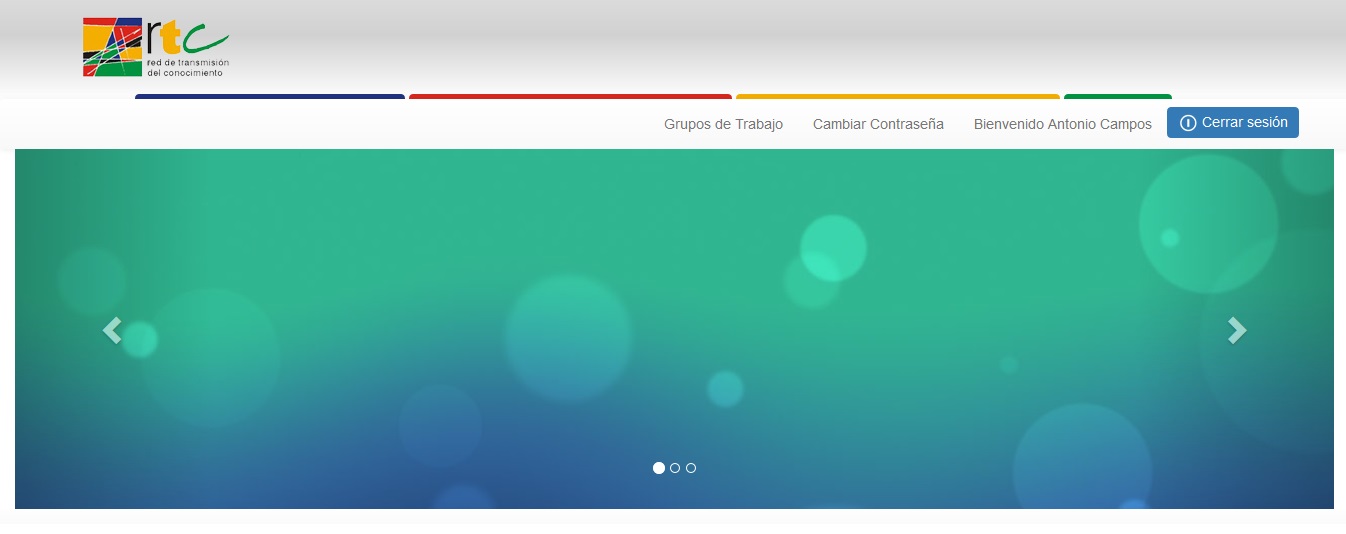 rtc
red de transmisión
del conocimiento
Grupos de Trabajo Cambiar Contraseña Bienvenido Antonio Campos Cerrar sesión